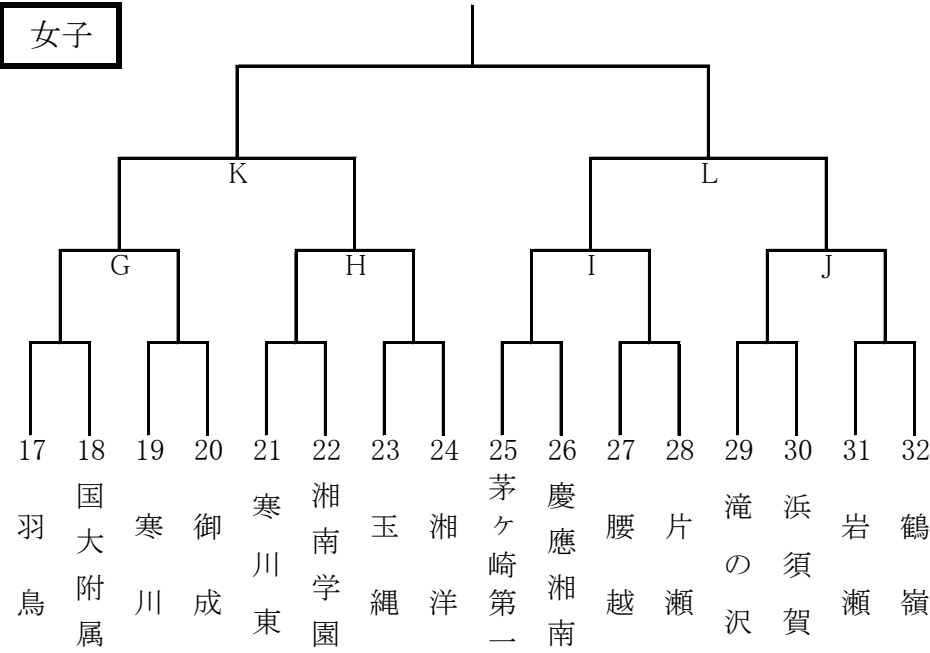 女子
K
L
G
H
I
J
17
18
19
20
21
22
23
24
25
26
27
28
29
30
31
32
羽鳥
国大附属
寒川
御成
寒川東
湘南学園
玉縄
湘洋
茅ヶ崎第一
慶應湘南
腰越
片瀬
滝の沢
浜須賀
岩瀬
鶴嶺